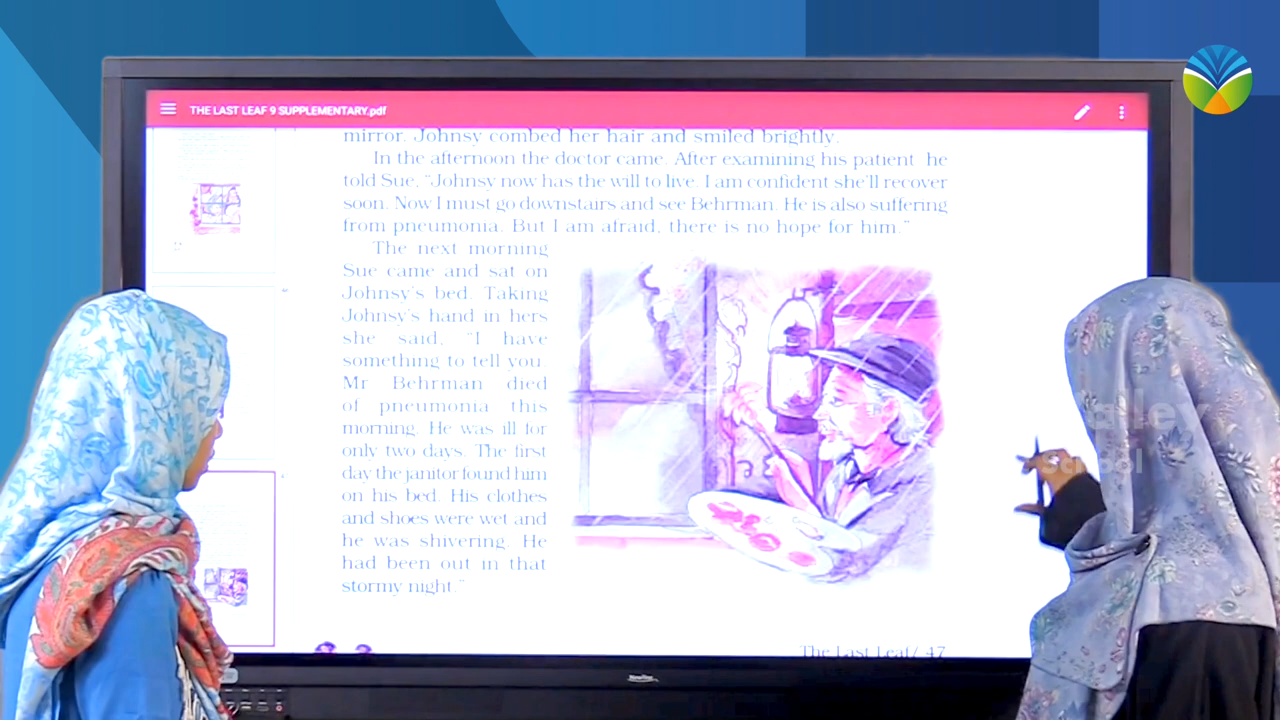 THE LAST LEAF 9 SUPPLEMENTARY.pdf
mirror. Johnsy combed her hair and smiled brightly.
In the afternoon the doctor came. After examining his patient he
told Sue, “Johnsy now has the will to live. I am confident she’ll recover
soon. Now I must go downstairs and see Behrman. He is also suffering
from pneumonia. But I am afraid, there is no hope for him.”
The next morning
Sue came and sat on
Johnsy’s bed. Taking
Johnsy’s hand in hers
she said, “I have
something to tell you.
Mr Behrman died
of pneumonia this
morning. He was ill for
only two days. The first
day the janitor found him
on his bed. His clothes
and shoes were wet and
he was shivering. He
had been out in that
stormy night.”
The Last Leaf/ 47
alley
school